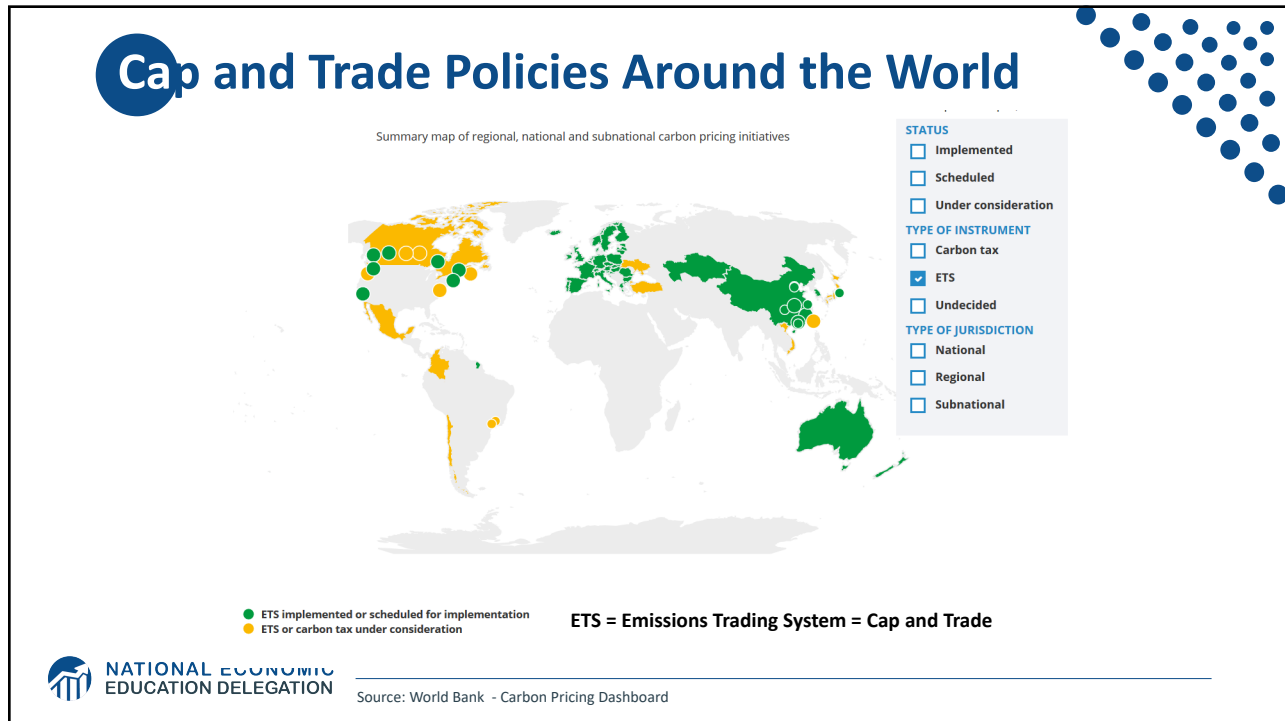 Cap and Trade Policies Around the World
Summary map of regional, national and subnational carbon pricing initiatives
STATUS
Implemented
Scheduled
Under consideration
TYPE OF INSTRUMENT
Carbon tax
ETS
Undecided
TYPE OF JURISDICTION
National
Regional
Subnational
ETS implemented or scheduled for implementation
ETS or carbon tax under consideration
ETS = Emissions Trading System = Cap and Trade
NATIONAL ECONOMIC
EDUCATION DELEGATION
Source: World Bank - Carbon Pricing Dashboard